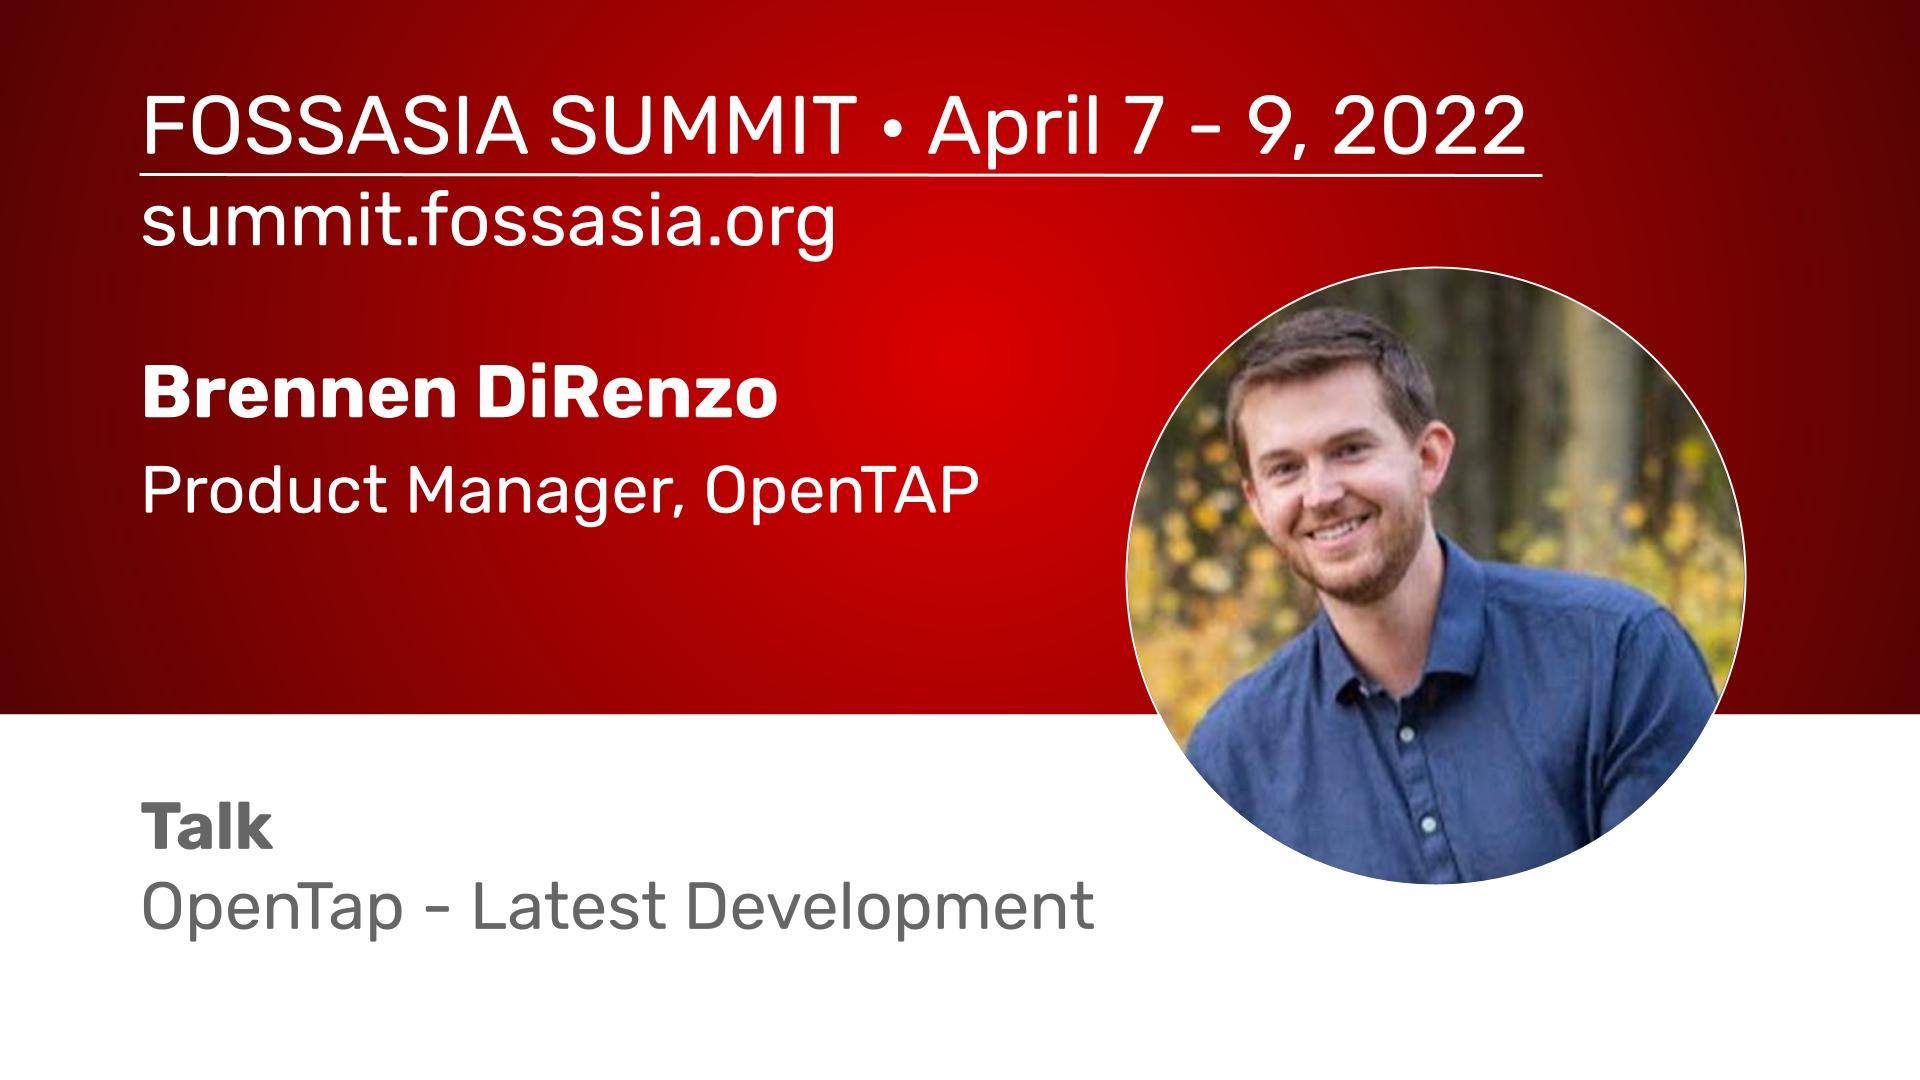 FOSSASIA SUMMIT • April 7 - 9, 2022
summit.fossasia.org
Brennen DiRenzo
Product Manager, OpenTAP
Talk
OpenTap - Latest Development